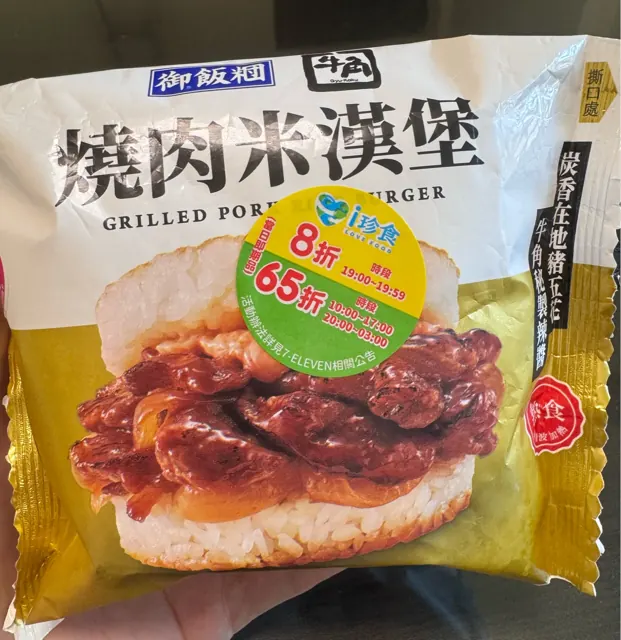 御飯糰
牛角
燒肉米漢堡
GRILLED PORK
BURGER
撕口處
炭香在地豬五花
牛角秘製辣醬
i珍食
LOVE FOOD
8折
時段
19:00~19:59
(當日即期品)
65折
時段
10:00~17:00
20:00~03:00
活動辦法詳見7-ELEVEN相關公告
食